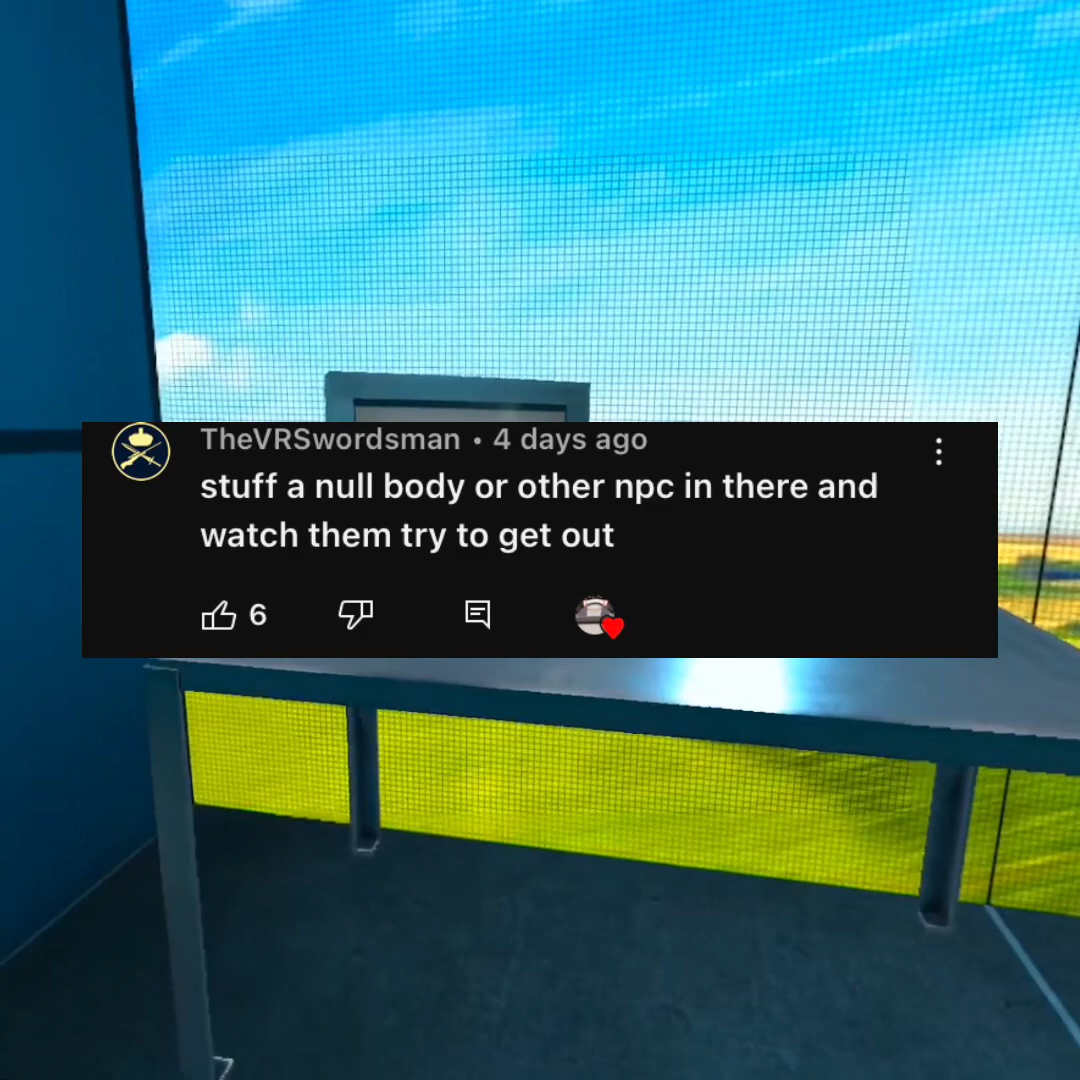 TheVRSwordsman • 4 days ago
stuff a null body or other npc in there and
watch them try to get out
6